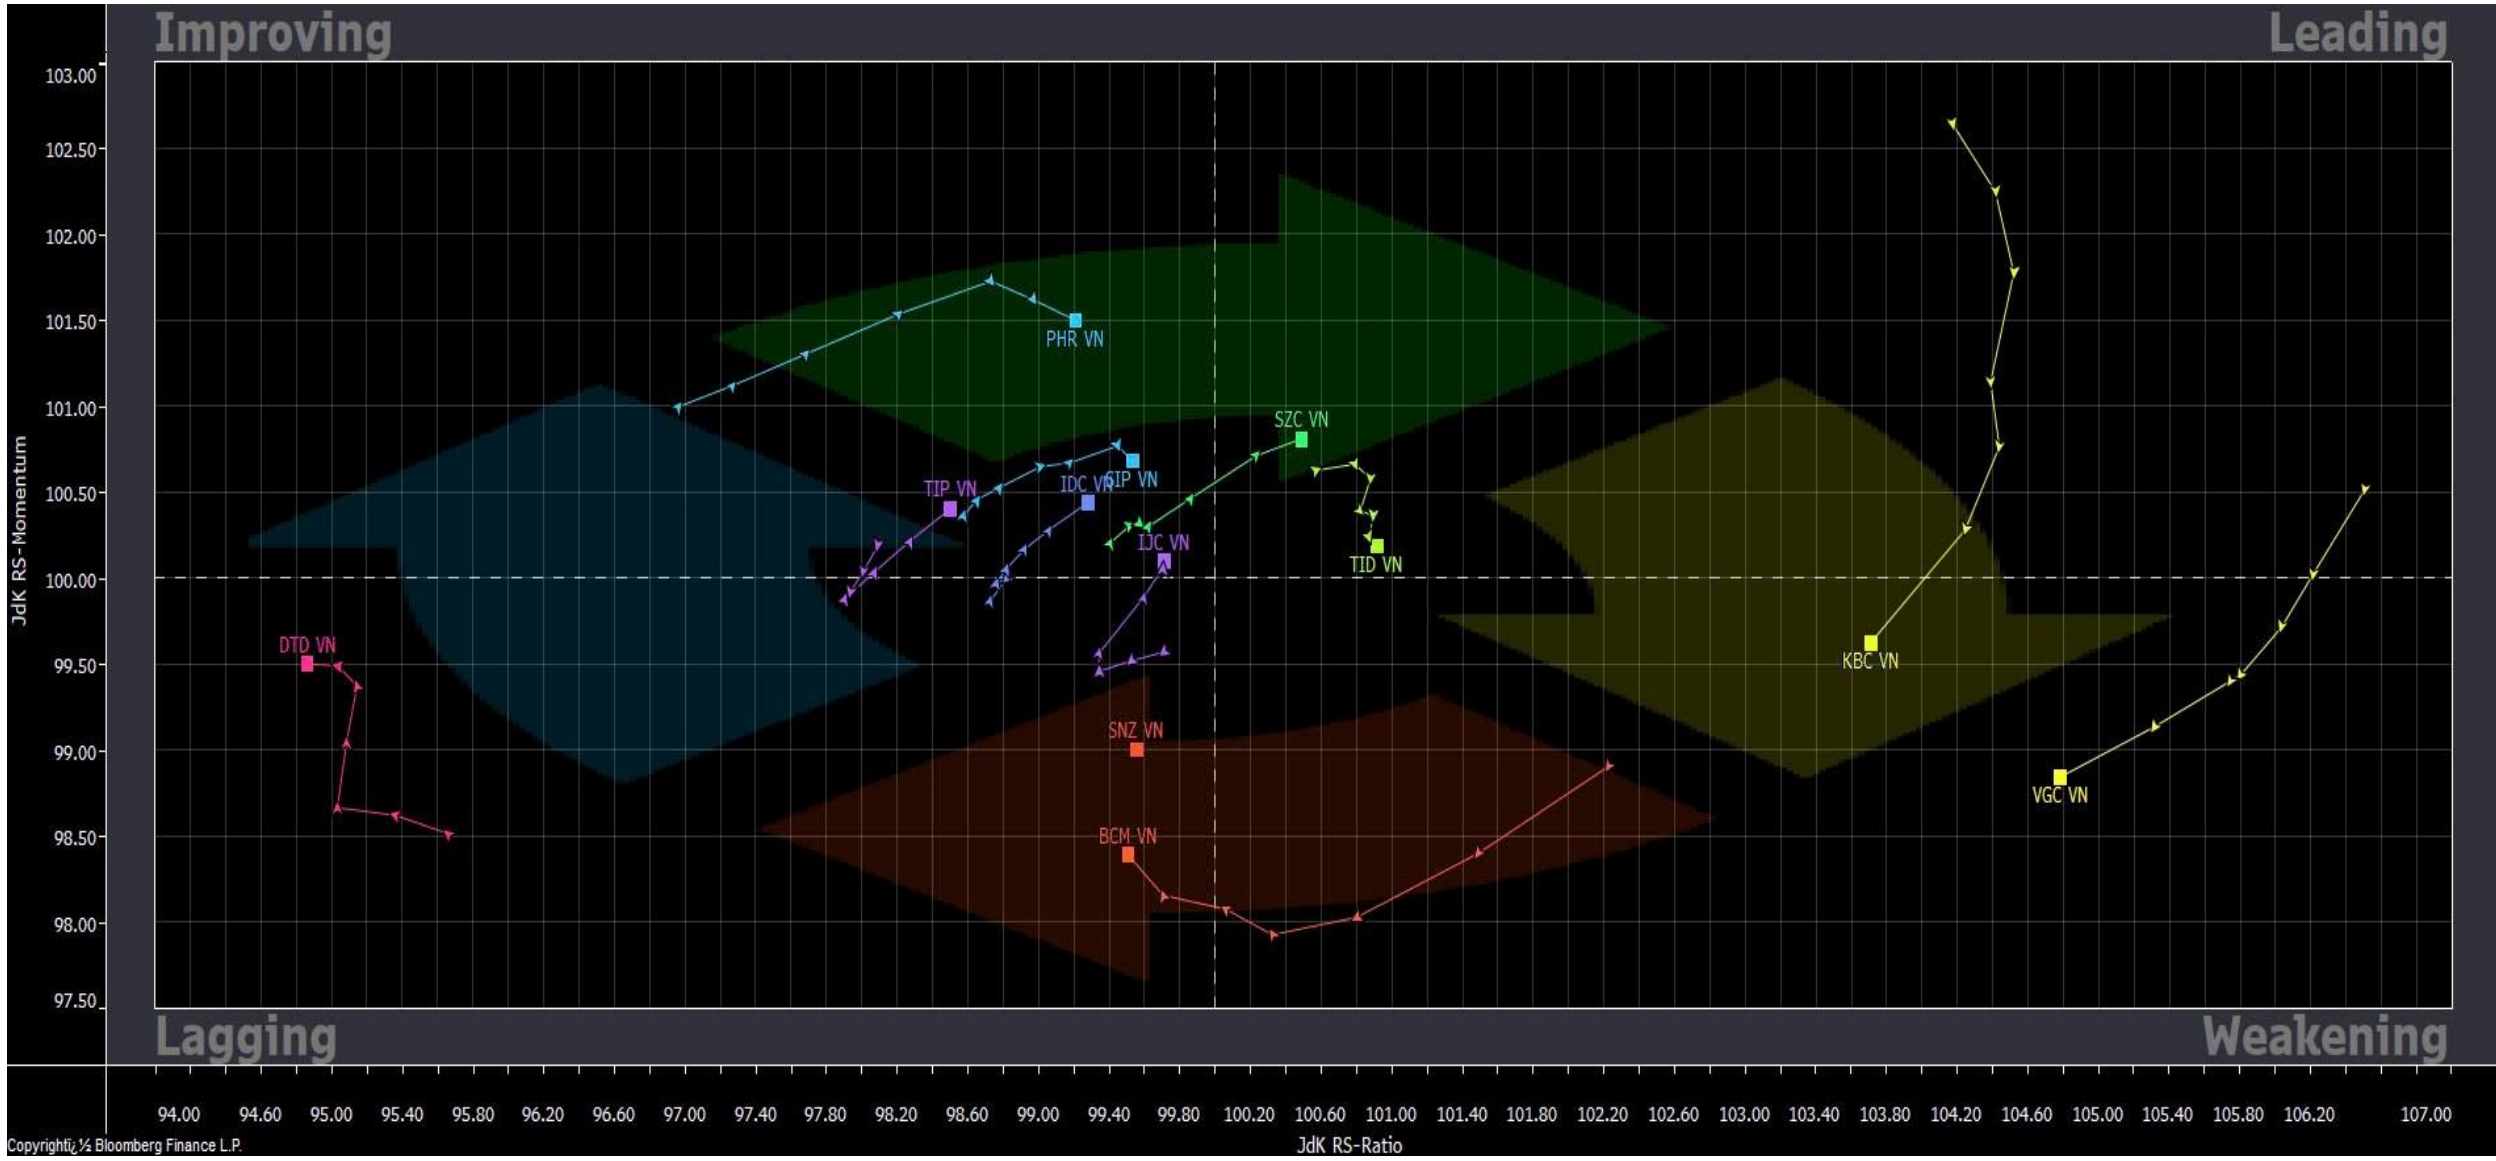 Improving
Leading
103.00
102.50
102.00
101.50
101.00
100.50
100.00
99.50
99.00
98.50
98.00
97.50
JdK RS-Momentum
PHR VN
SZC VN
SIP VN
IDC VN
TIP VN
IJC VN
TID VN
DTD VN
KBC VN
SNZ VN
VGC VN
BCM VN
Lagging
Weakening
94.00 94.60 95.00 95.40 95.80 96.20 96.60 97.00 97.40 97.80 98.20 98.60 99.00 99.40 99.80 100.20 100.60 101.00 101.40 101.80 102.20 102.60 103.00 103.40 103.80 104.20 104.60 105.00 105.40 105.80 106.20 107.00
JdK RS-Ratio
Copyrightï¿½ Bloomberg Finance L.P.